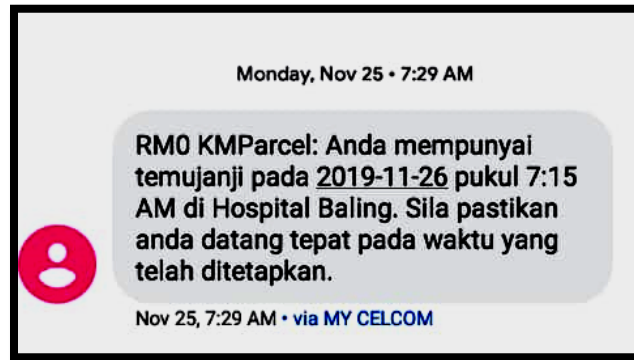 Monday, Nov 25 • 7:29 AM
RM0 KMParcel: Anda mempunyai
temujanji pada 2019-11-26 pukul 7:15
AM di Hospital Baling. Sila pastikan
anda datang tepat pada waktu yang
telah ditetapkan.
Nov 25, 7:29 AM • via MY CELCOM